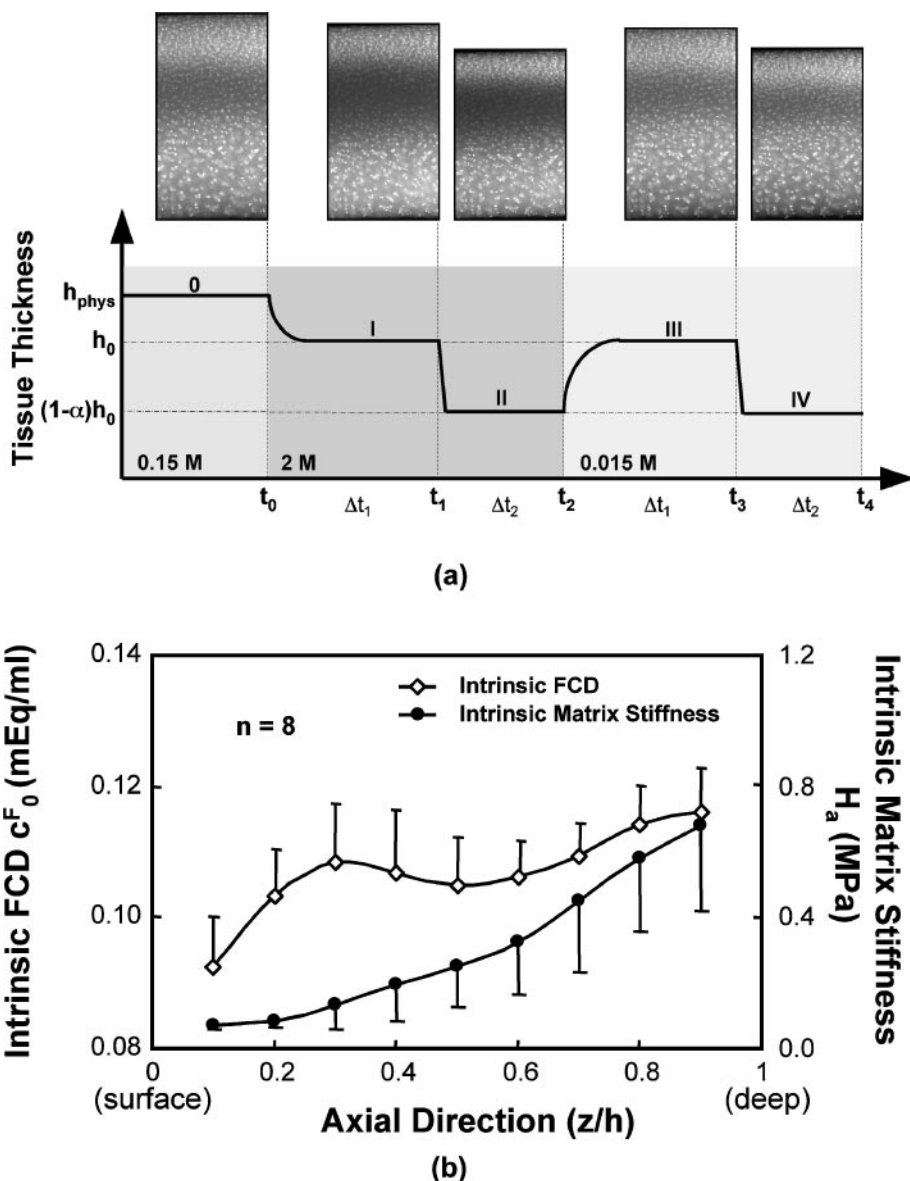 Tissue Thickness
h_phys
h_0
(1-α)h_0
0
I
II
III
IV
0.15 M
2 M
0.015 M
t_0
Δt_1
t_1
Δt_2
t_2
Δt_1
t_3
Δt_2
t_4
(a)
Intrinsic FCD c^F_0 (mEq/ml)
0.14
0.12
0.10
0.08
Intrinsic FCD
Intrinsic Matrix Stiffness
n = 8
1.2
0.8
0.4
0.0
Intrinsic Matrix Stiffness
H_a (MPa)
0
0.2
0.4
0.6
0.8
1
(surface)
(deep)
Axial Direction (z/h)
(b)